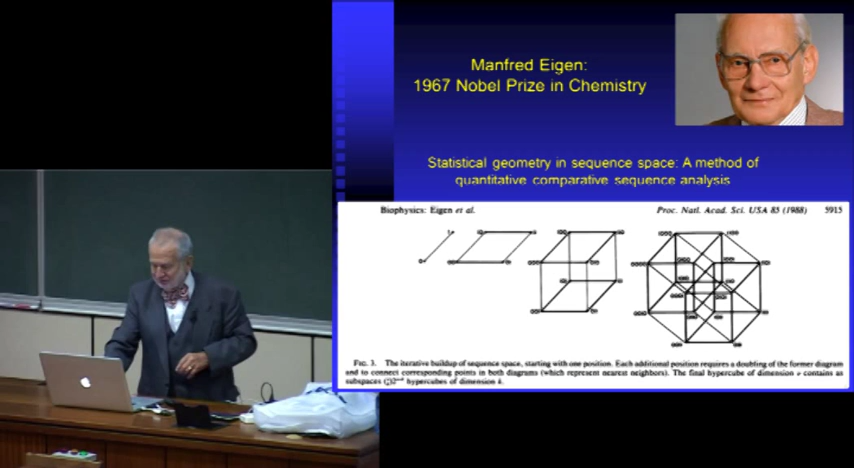 Manfred Eigen:
1967 Nobel Prize in Chemistry
Statistical geometry in sequence space: A method of
quantitative comparative sequence analysis
Biophysics: Eigen et al.
Proc. Natl. Acad. Sci. USA 85 (1988) 5915
FIG. 3. The iterative buildup of sequence space, starting with one position. Each additional position requires a doubling of the former diagram
and to connect corresponding points in both diagrams (which represent nearest neighbors). The final hypercube of dimension ν contains as
subspaces hypercubes of dimension k.